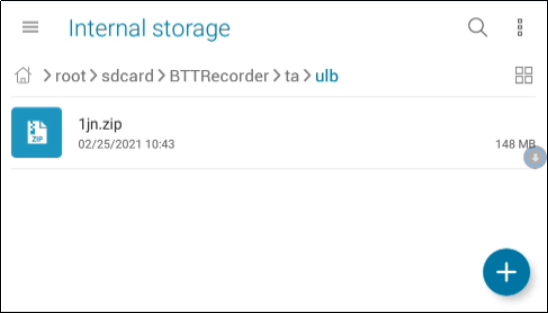 Internal storage
root > sdcard > BTTRecorder > ta > ulb
1jn.zip
ZIP
02/25/2021 10:43
148 MB